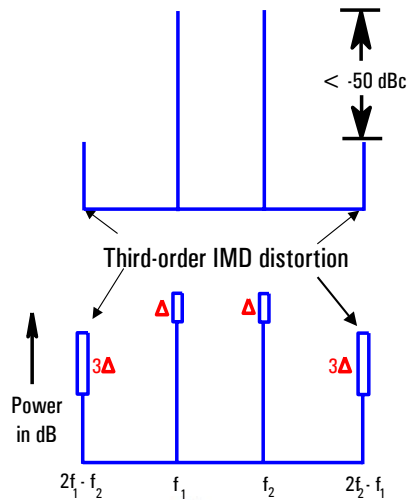 < -50 dBc
Third-order IMD distortion
Δ Δ
3Δ 3Δ
Power
in dB
2f₁ - f₂ f₁ f₂ 2f₂ - f₁